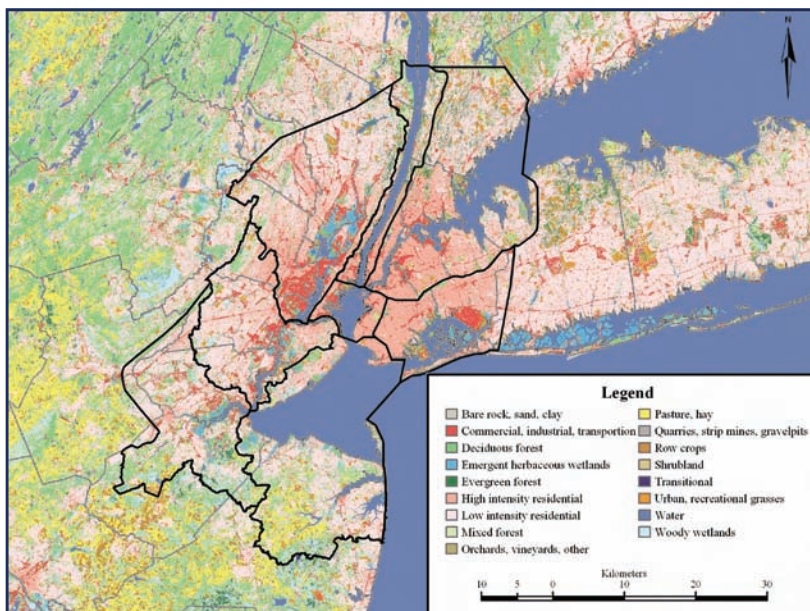 N
Legend
Bare rock, sand, clay
Commercial, industrial, transportion
Deciduous forest
Emergent herbaceous wetlands
Evergreen forest
High intensity residential
Low intensity residential
Mixed forest
Orchards, vineyards, other
Pasture, hay
Quarries, strip mines, gravelpits
Row crops
Shrubland
Transitional
Urban, recreational grasses
Water
Woody wetlands
Kilometers
10 5 0 10 20 30